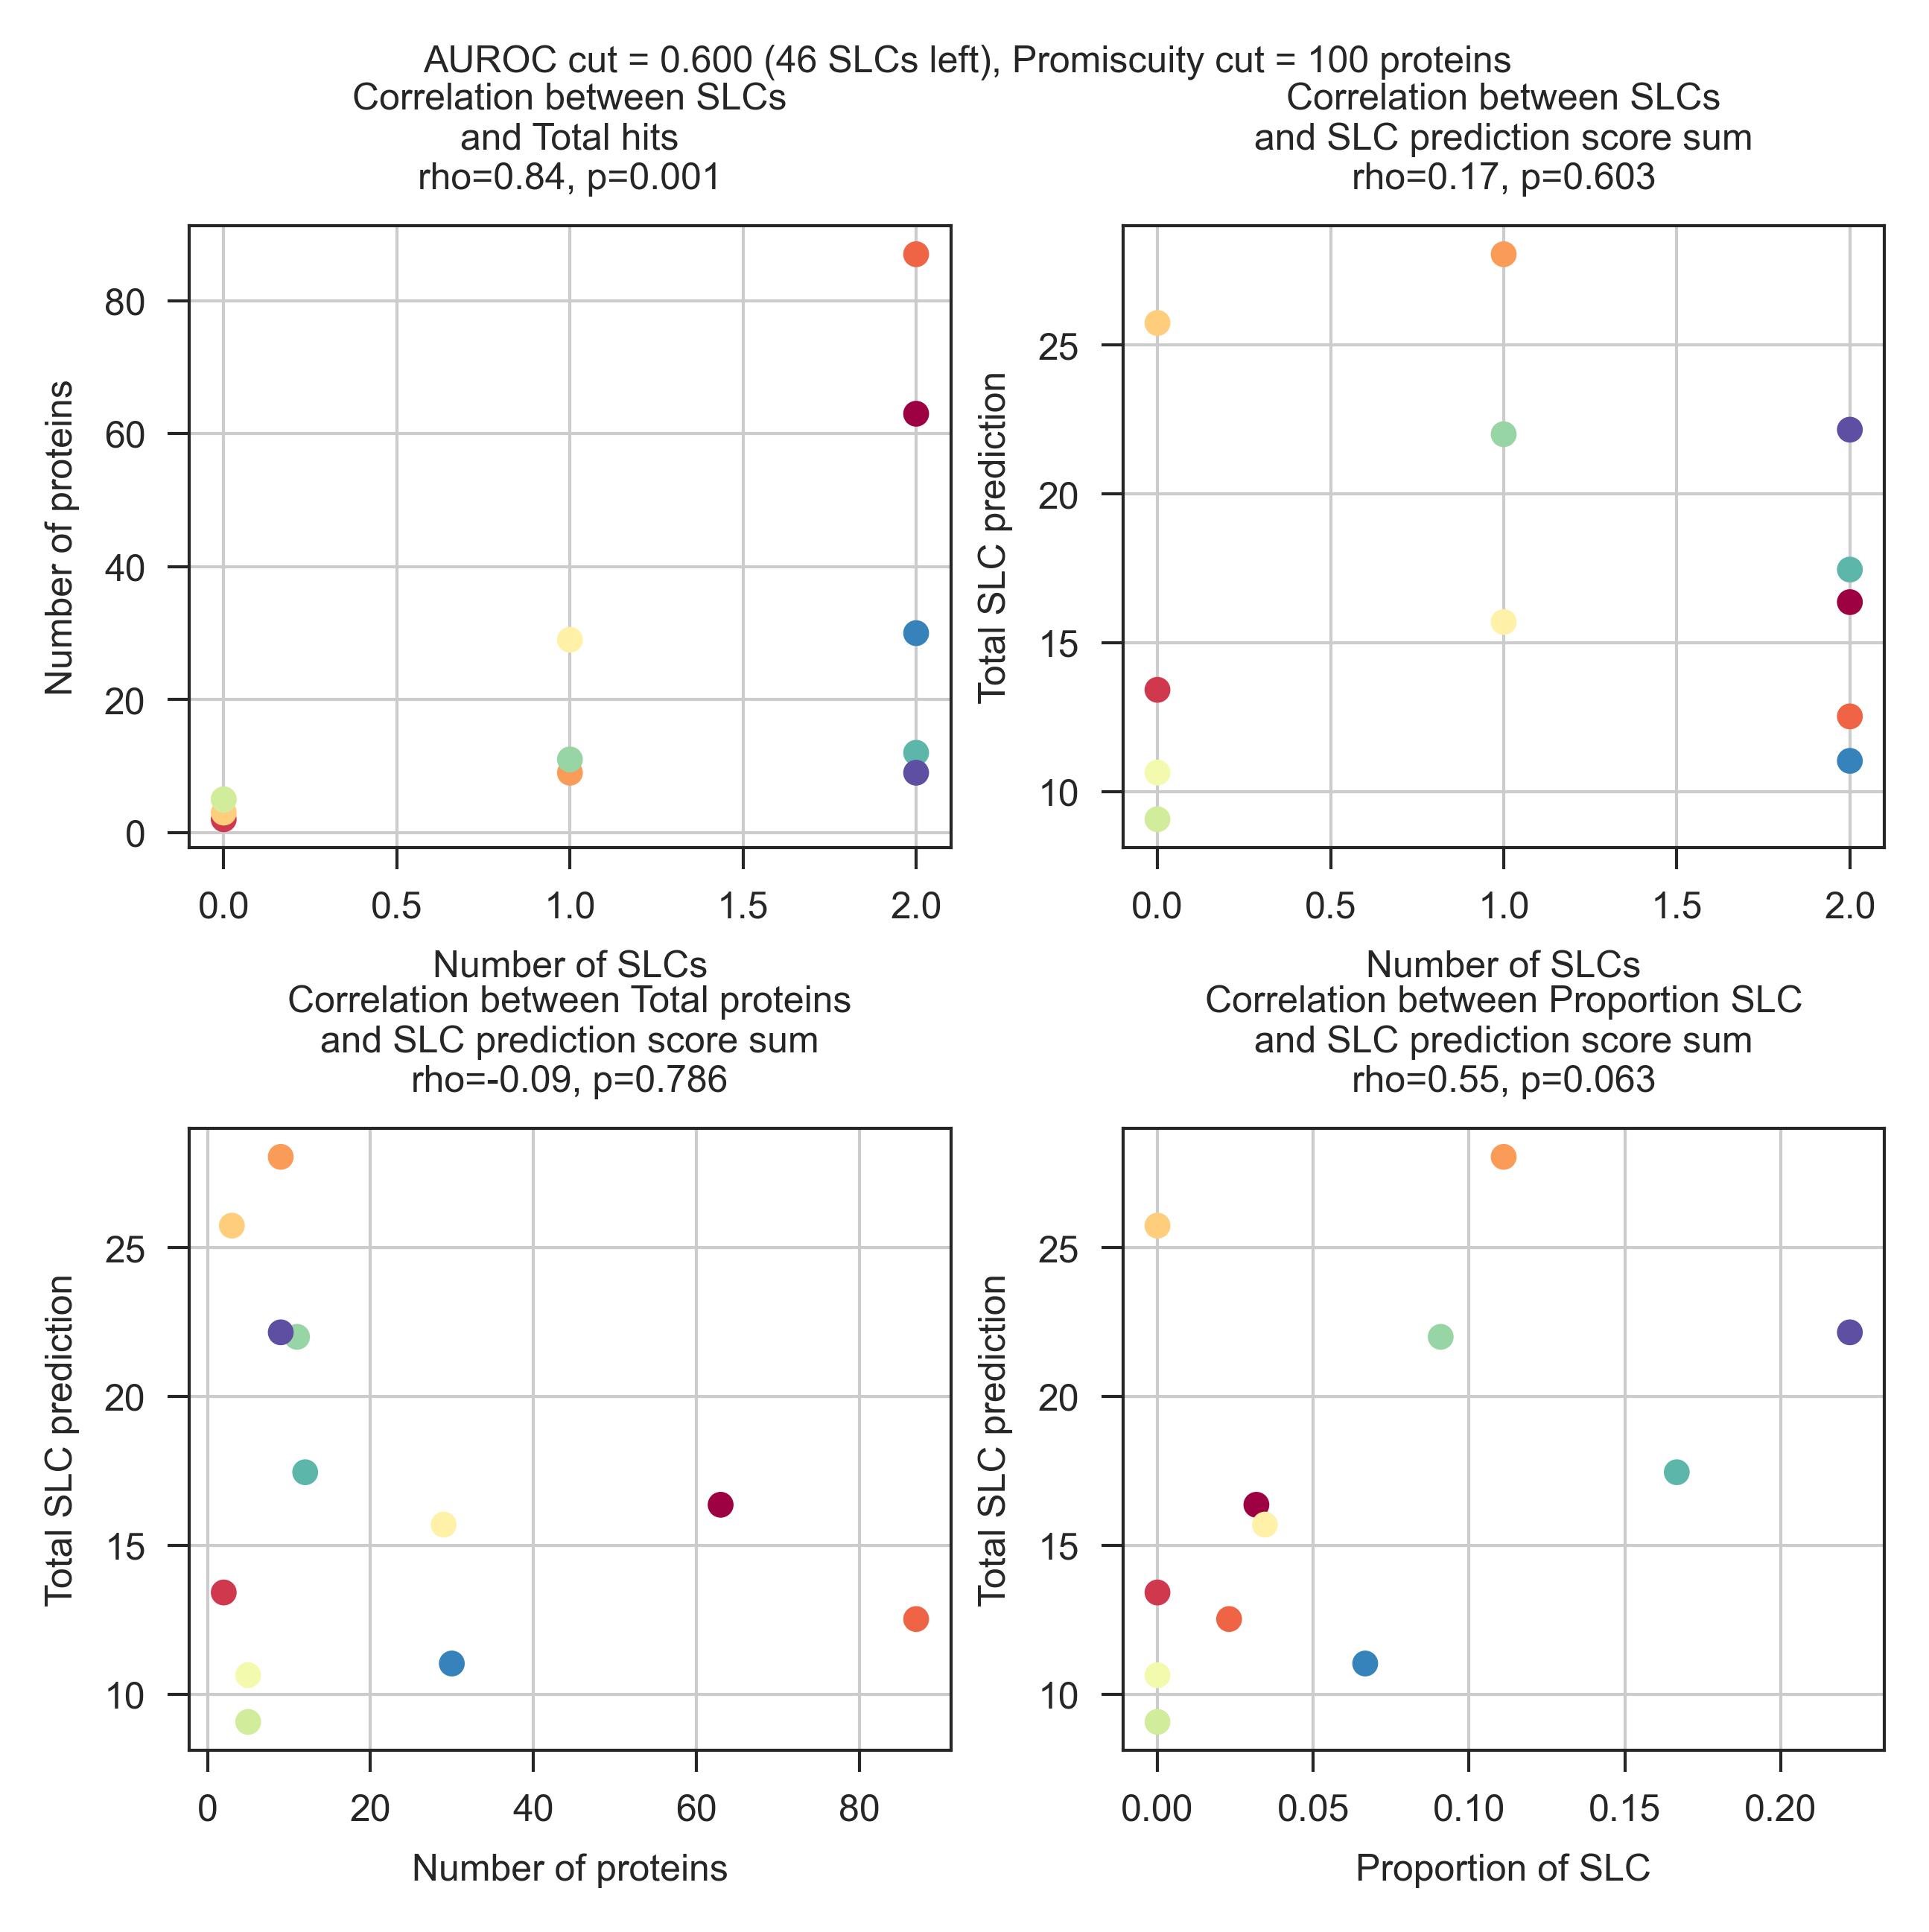 AUROC cut = 0.600 (46 SLCs left), Promiscuity cut = 100 proteins
Correlation between SLCs
and Total hits
rho=0.84, p=0.001
Number of proteins
80
60
40
20
0
0.0 0.5 1.0 1.5 2.0
Number of SLCs
Correlation between SLCs
and SLC prediction score sum
rho=0.17, p=0.603
Total SLC prediction
25
20
15
10
0.0 0.5 1.0 1.5 2.0
Number of SLCs
Correlation between Total proteins
and SLC prediction score sum
rho=-0.09, p=0.786
Total SLC prediction
25
20
15
10
0 20 40 60 80
Number of proteins
Correlation between Proportion SLC
and SLC prediction score sum
rho=0.55, p=0.063
Total SLC prediction
25
20
15
10
0.00 0.05 0.10 0.15 0.20
Proportion of SLC